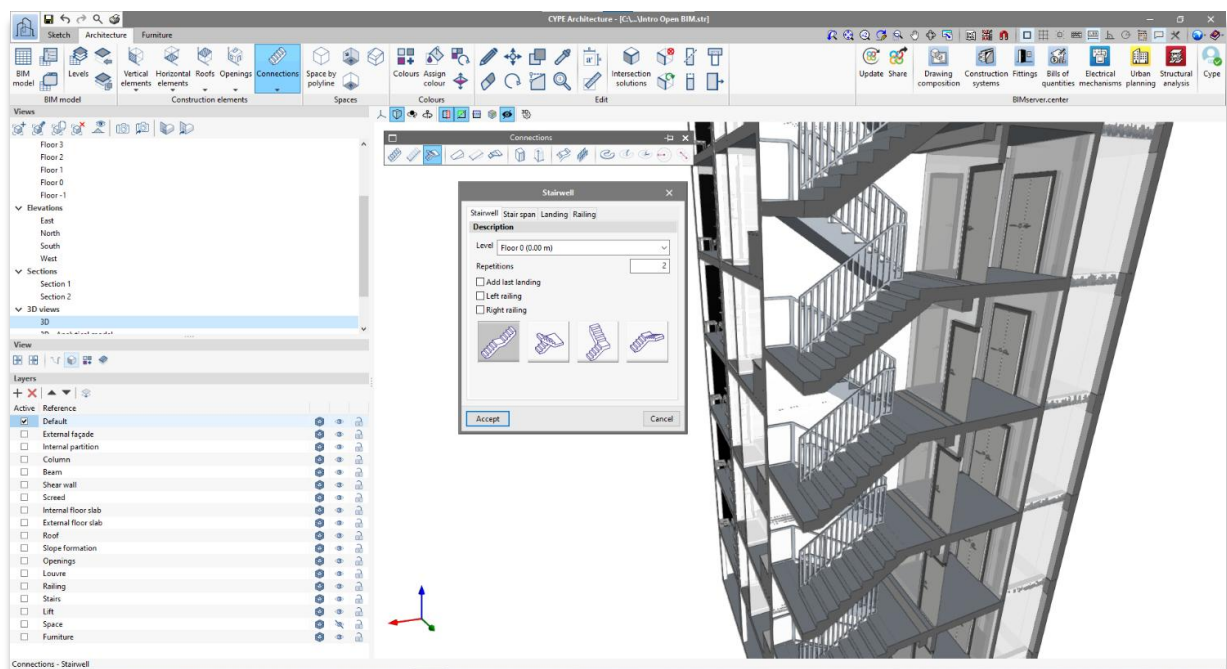 CYPE Architecture - [C:\...\Intro Open BIM.str]
Sketch Architecture Furniture
BIM model
Levels
Vertical elements
Horizontal elements
Roofs
Openings
Connections
Space by polyline
Colours
Assign colour
Intersection solutions
Update
Share
Drawing composition
Construction systems
Fittings
Bills of quantities
Electrical mechanisms
Urban planning
Structural analysis
Cype
BIM model
Construction elements
Spaces
Colours
Edit
BIMserver.center
Views
Floor 3
Floor 2
Floor 1
Floor 0
Floor -1
Elevations
East
North
South
West
Sections
Section 1
Section 2
3D views
3D
View
Layers
Active Reference
Default
External façade
Internal partition
Column
Beam
Shear wall
Screed
Internal floor slab
External floor slab
Roof
Slope formation
Openings
Louvre
Railing
Stairs
Lift
Space
Furniture
Connections - Stairwell
Connections
Stairwell
Stairwell Stair span Landing Railing
Description
Level Floor 0 (0.00 m)
Repetitions 2
Add last landing
Left railing
Right railing
Accept Cancel